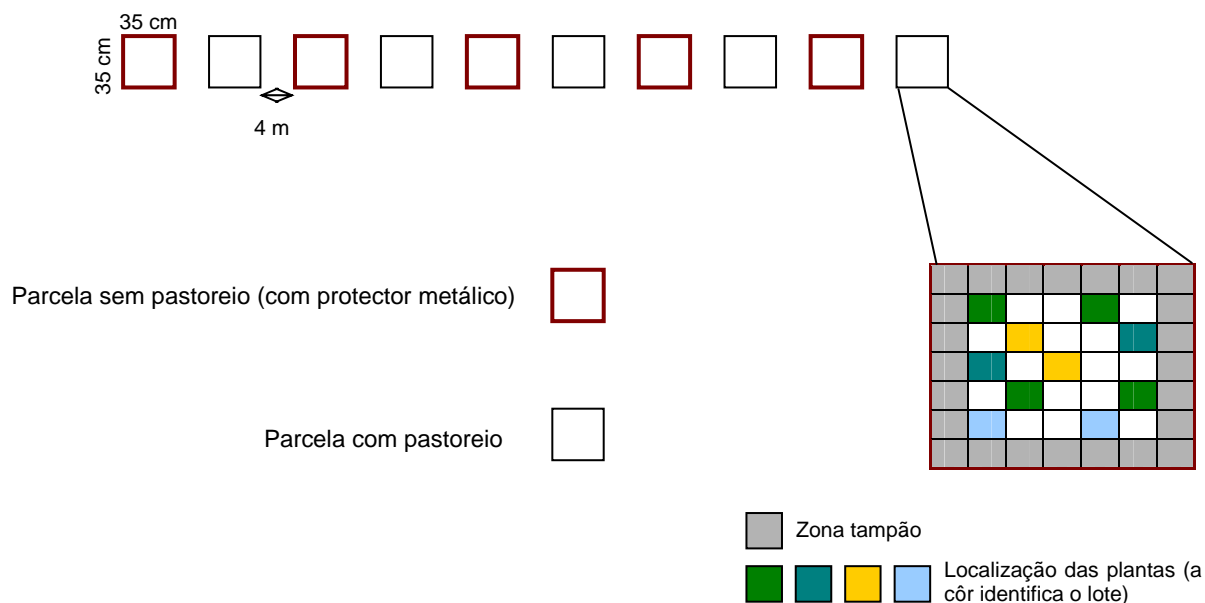 35 cm
35 cm
4 m
Parcela sem pastoreio (com protector metálico)
Parcela com pastoreio
Zona tampão
Localização das plantas (a
côr identifica o lote)